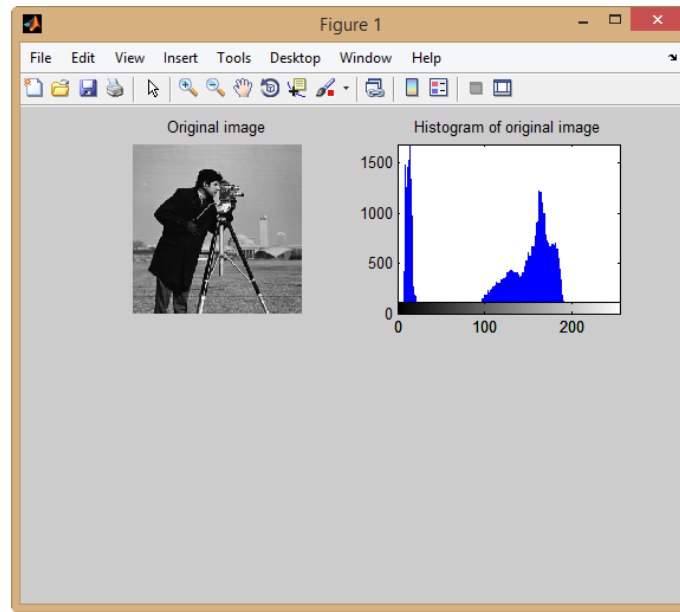 Figure 1
File Edit View Insert Tools Desktop Window Help
Original image
Histogram of original image
1500
1000
500
0
0 100 200